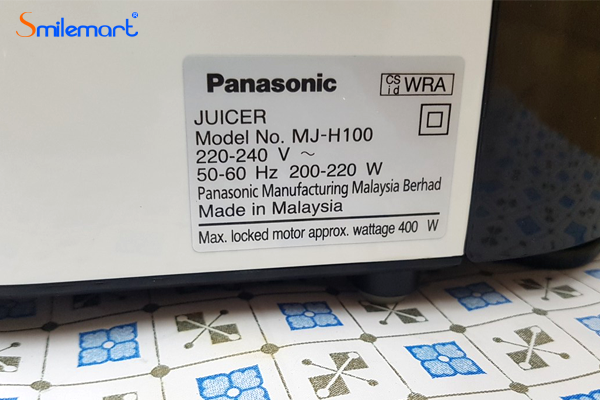 Smilemart®
Panasonic CS id WRA
JUICER
Model No. MJ-H100
220-240 V ~
50-60 Hz 200-220 W
Panasonic Manufacturing Malaysia Berhad
Made in Malaysia
Max. locked motor approx. wattage 400 W